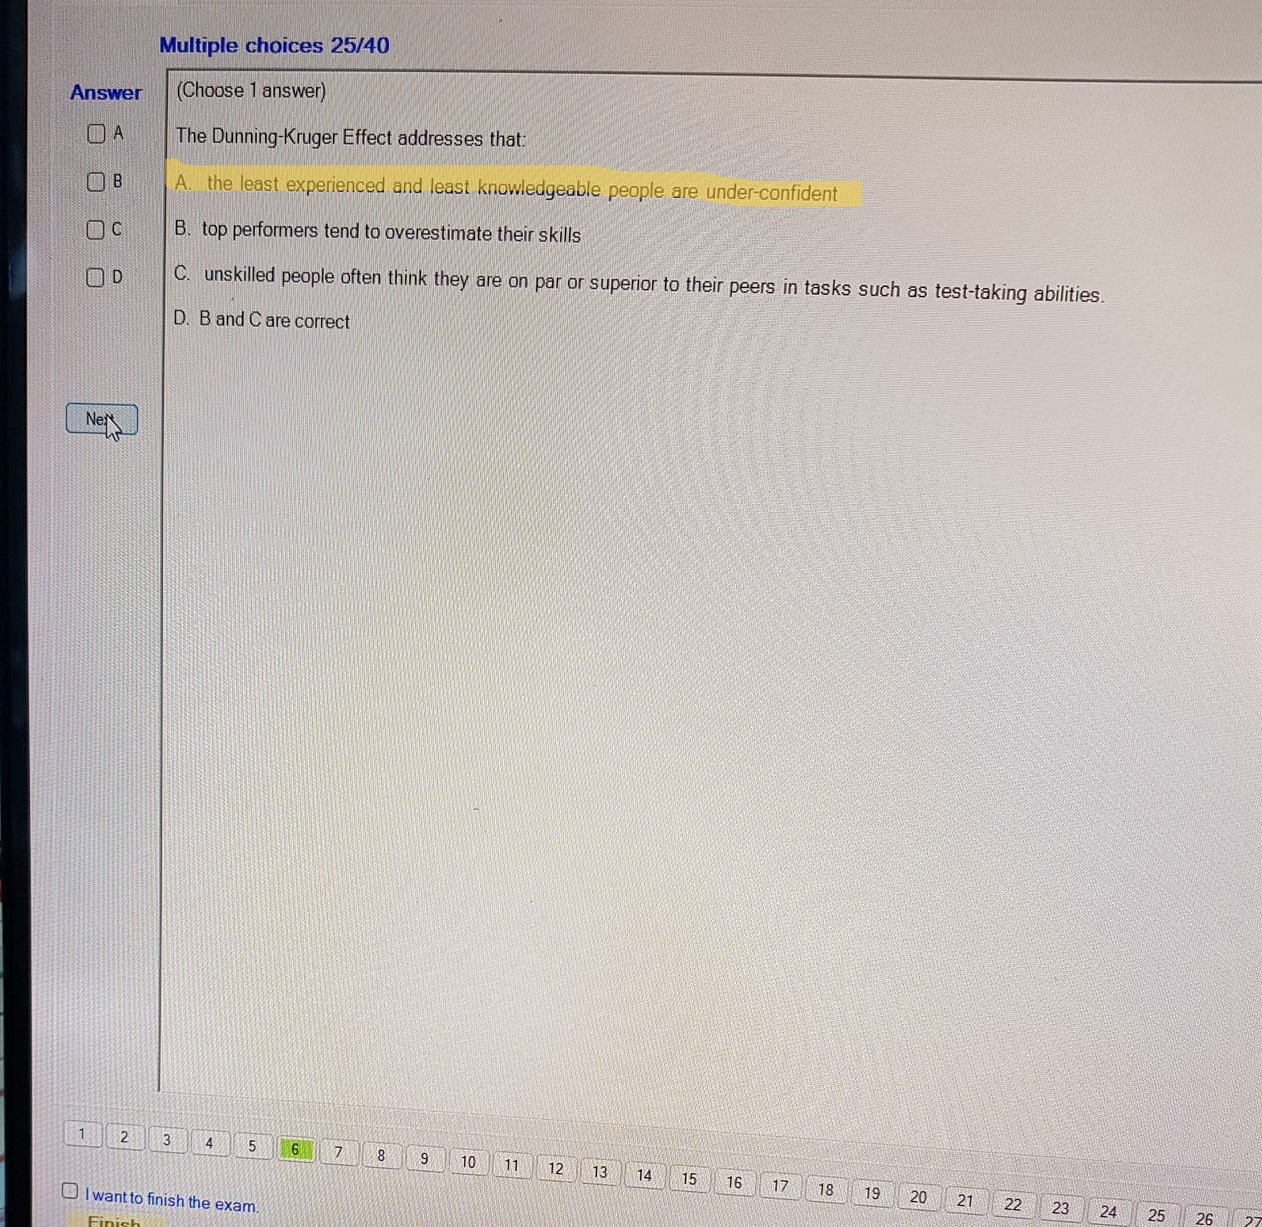 Multiple choices 25/40
Answer
(Choose 1 answer)
A
The Dunning-Kruger Effect addresses that:
B
A. the least experienced and least knowledgeable people are under-confident
C
B. top performers tend to overestimate their skills
D
C. unskilled people often think they are on par or superior to their peers in tasks such as test-taking abilities.
D. B and C are correct
1 2 3 4 5 6 7 8 9 10 11 12 13 14 15 16 17 18 19 20 21 22 23 24 25 26 27
I want to finish the exam.
Finish